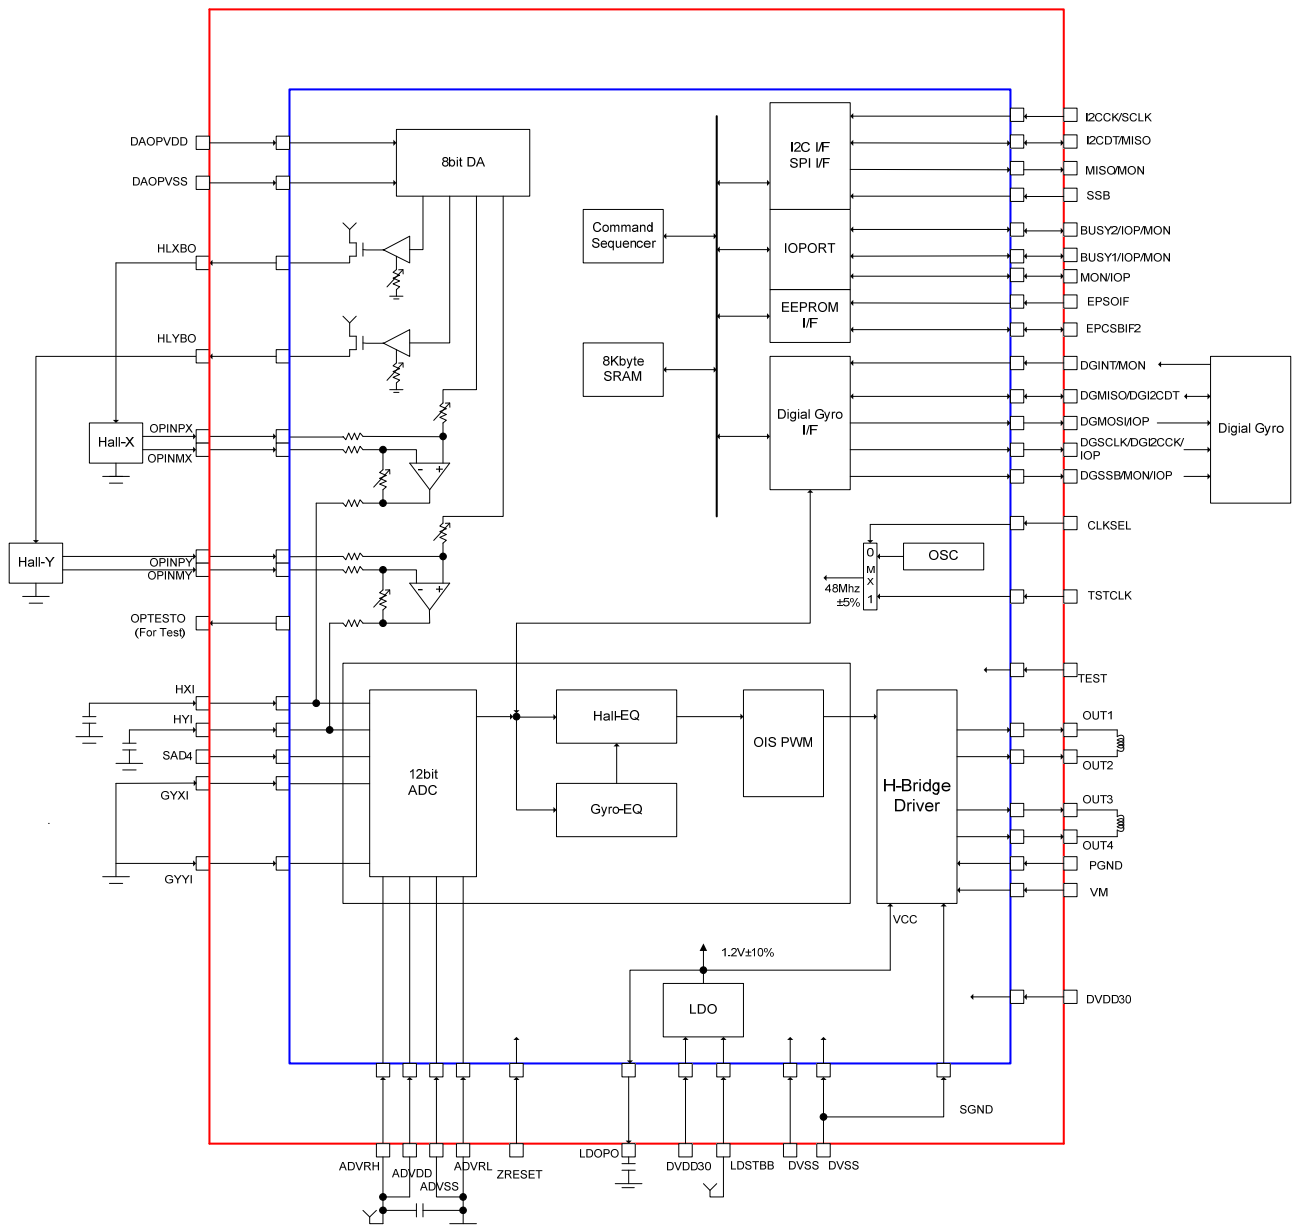 DAOPVDD
DAOPVSS
HLXBO
HLYBO
8bit DA
Hall-X
OPINPX
OPINMX
Hall-Y
OPINPY
OPINMY
OPTESTO
(For Test)
HXI
HYI
SAD4
GYXI
GYYI
Command
Sequencer
8Kbyte
SRAM
I2C I/F
SPI I/F
IOPORT
EEPROM
I/F
Digial Gyro
I/F
I2CCK/SCLK
I2CDT/MISO
MISO/MON
SSB
BUSY2/IOP/MON
BUSY1/IOP/MON
MON/IOP
EPSOIF
EPCSBIF2
DGINT/MON
DGMISO/DGI2CDT
DGMOSI/IOP
DGSCLK/DGI2CCK/
IOP
DGSSB/MON/IOP
Digial Gyro
CLKSEL
OSC
0
M
X
1
48Mhz
±5%
TSTCLK
TEST
12bit
ADC
Hall-EQ
Gyro-EQ
OIS PWM
H-Bridge
Driver
OUT1
OUT2
OUT3
OUT4
PGND
VM
VCC
1.2V±10%
LDO
DVDD30
SGND
ADVRH
ADVDD
ADVSS
ADVRL
ZRESET
LDOPO
DVDD30
LDSTBB
DVSS
DVSS
+
-
+
-